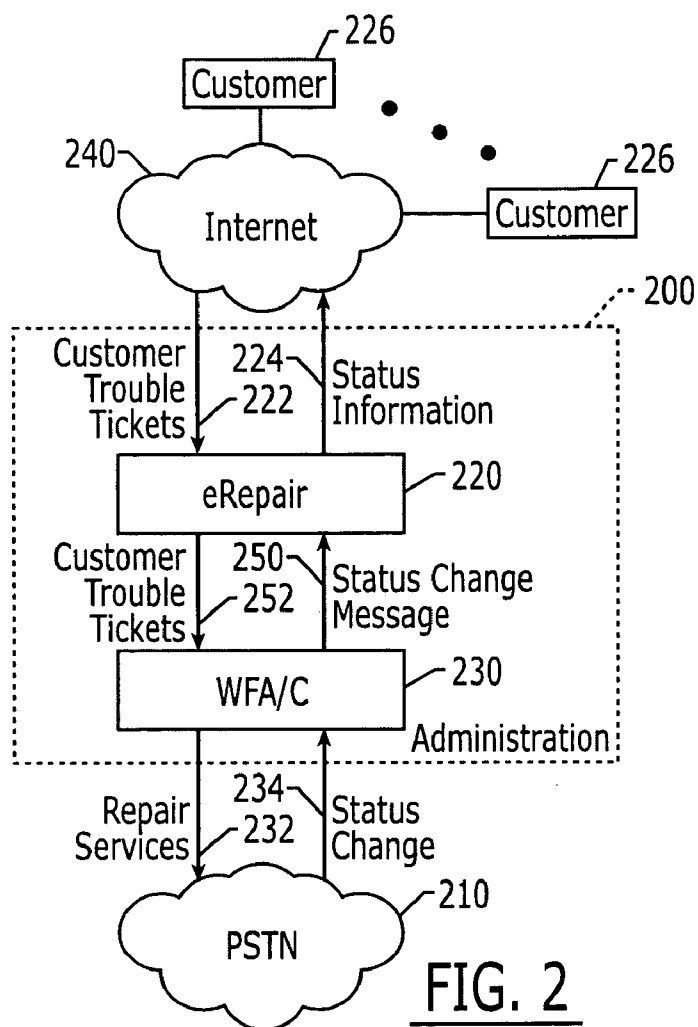 226
Customer
240
226
Internet
Customer
200
Customer
Trouble
Tickets
222
224
Status
Information
eRepair
220
Customer
Trouble
Tickets
252
250
Status Change
Message
WFA/C
230
Administration
Repair
Services
232
234
Status
Change
210
PSTN
FIG. 2